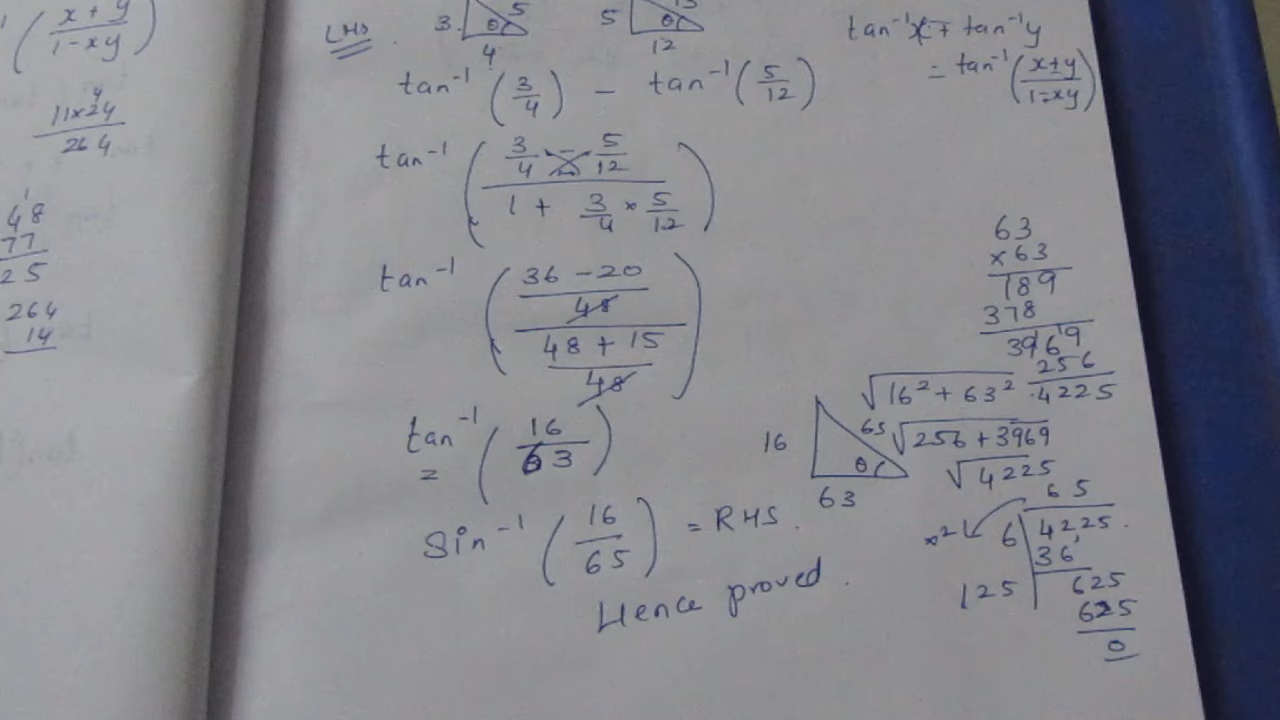 ( x + y / 1 - xy )
11 × 24
264
48
77
25
264
14
LHS
3 5 4
5 13 12
tan⁻¹x ∓ tan⁻¹y
= tan⁻¹ ( x ± y / 1 = xy )
tan⁻¹ (3/4) - tan⁻¹ (5/12)
tan⁻¹ ( 3/4 - 5/12 / 1 + 3/4 × 5/12 )
tan⁻¹ ( 36 - 20 / 48 / 48 + 15 / 48 )
tan⁻¹ ( 16 / 63 )
=
Sin⁻¹ ( 16 / 65 ) = RHS .
Hence proved .
63
× 63
189
378
3969
256
4225
√16² + 63²
√256 + 3969
√4225
16 65 θ
63
65
×2 6 4225 .
36
125 625
625
0